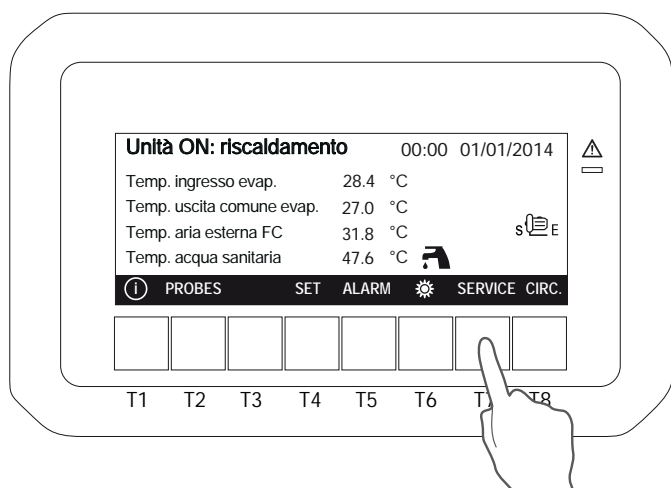 Unità ON: riscaldamento 00:00 01/01/2014
Temp. ingresso evap. 28.4 °C
Temp. uscita comune evap. 27.0 °C
Temp. aria esterna FC 31.8 °C
S E
Temp. acqua sanitaria 47.6 °C
i PROBES SET ALARM SERVICE CIRC.
T1 T2 T3 T4 T5 T6 T7 T8